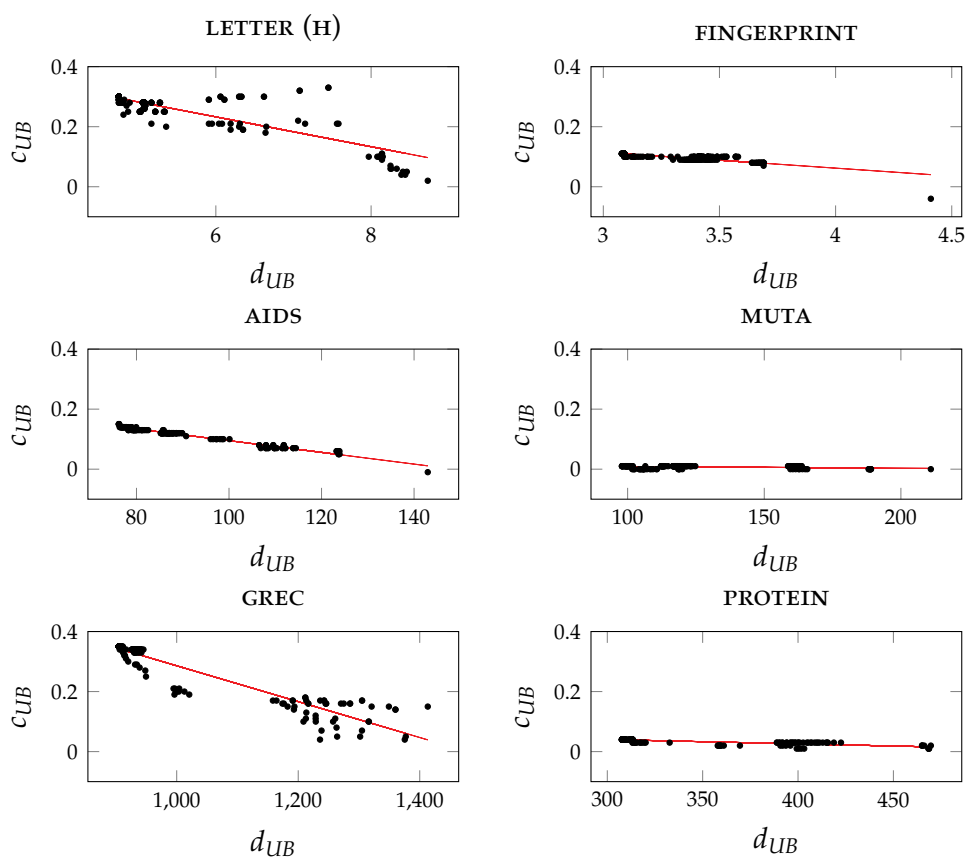 LETTER (H)
0.4
0.2
0
c_UB
6 8
d_UB
FINGERPRINT
0.4
0.2
0
c_UB
3 3.5 4 4.5
d_UB
AIDS
0.4
0.2
0
c_UB
80 100 120 140
d_UB
MUTA
0.4
0.2
0
c_UB
100 150 200
d_UB
GREC
0.4
0.2
0
c_UB
1,000 1,200 1,400
d_UB
PROTEIN
0.4
0.2
0
c_UB
300 350 400 450
d_UB